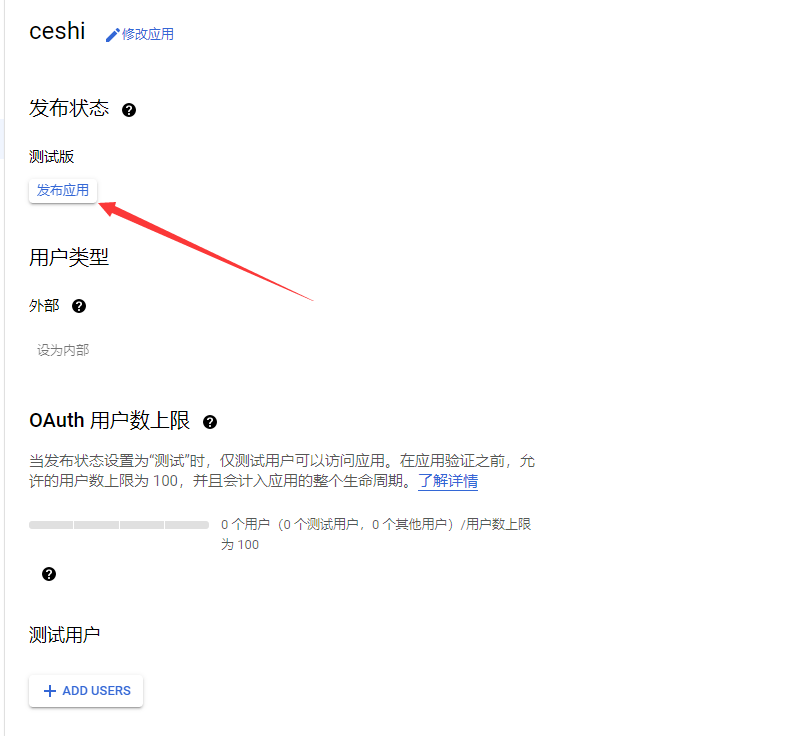 ceshi 修改应用
发布状态
测试版
发布应用
用户类型
外部
设为内部
OAuth 用户数上限
当发布状态设置为“测试”时，仅测试用户可以访问应用。在应用验证之前，允
许的用户数上限为 100，并且会计入应用的整个生命周期。了解详情
0 个用户（0 个测试用户，0 个其他用户）/用户数上限
为 100
测试用户
+ ADD USERS